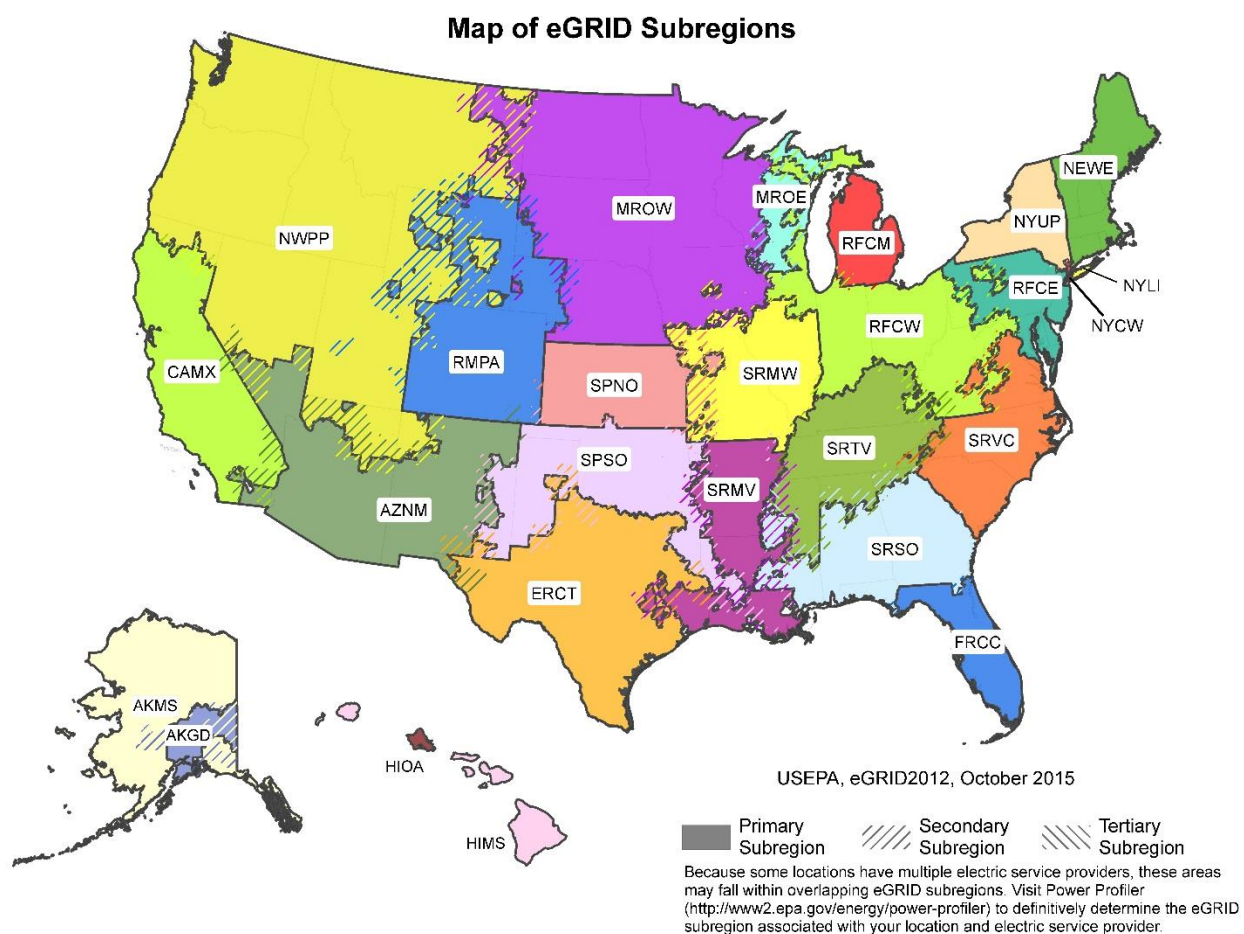 Map of eGRID Subregions
NEWE
MROE
NYUP
MROW
NWPP
RFCM
RFCE
NYLI
NYCW
RFCW
RMPA
CAMX
SPNO
SRMW
SRTV
SRVC
SPSO
SRMV
AZNM
SRSO
ERCT
FRCC
AKMS
AKGD
HIOA
HIMS
USEPA, eGRID2012, October 2015
Primary
Subregion
Secondary
Subregion
Tertiary
Subregion
Because some locations have multiple electric service providers, these areas
may fall within overlapping eGRID subregions. Visit Power Profiler
(http://www2.epa.gov/energy/power-profiler) to definitively determine the eGRID
subregion associated with your location and electric service provider.